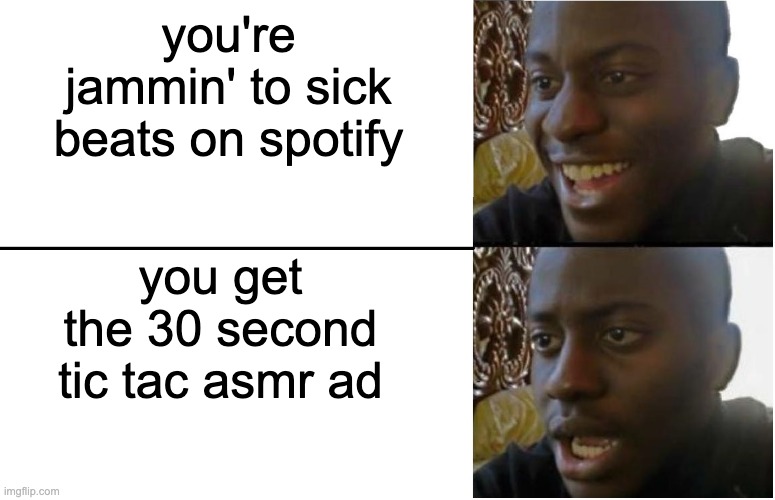 you're
jammin' to sick
beats on spotify
you get
the 30 second
tic tac asmr ad
imgflip.com